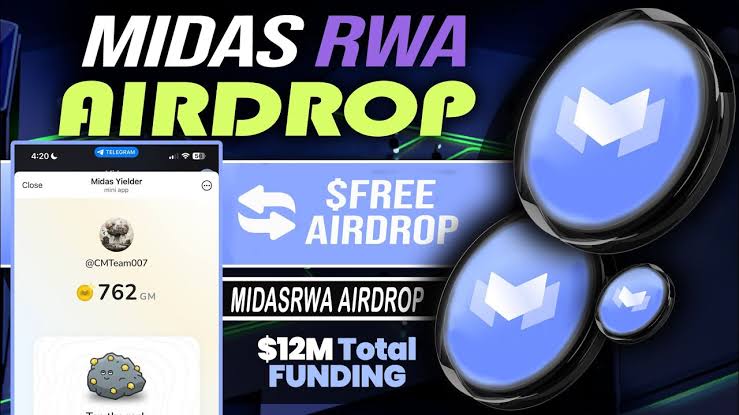 MIDAS RWA
AIRDROP
4:20
TELEGRAM
Close
Midas Yielder
mini app
@CMTeam007
762 GM
$FREE
AIRDROP
MIDASRWA AIRDROP
$12M Total
FUNDING